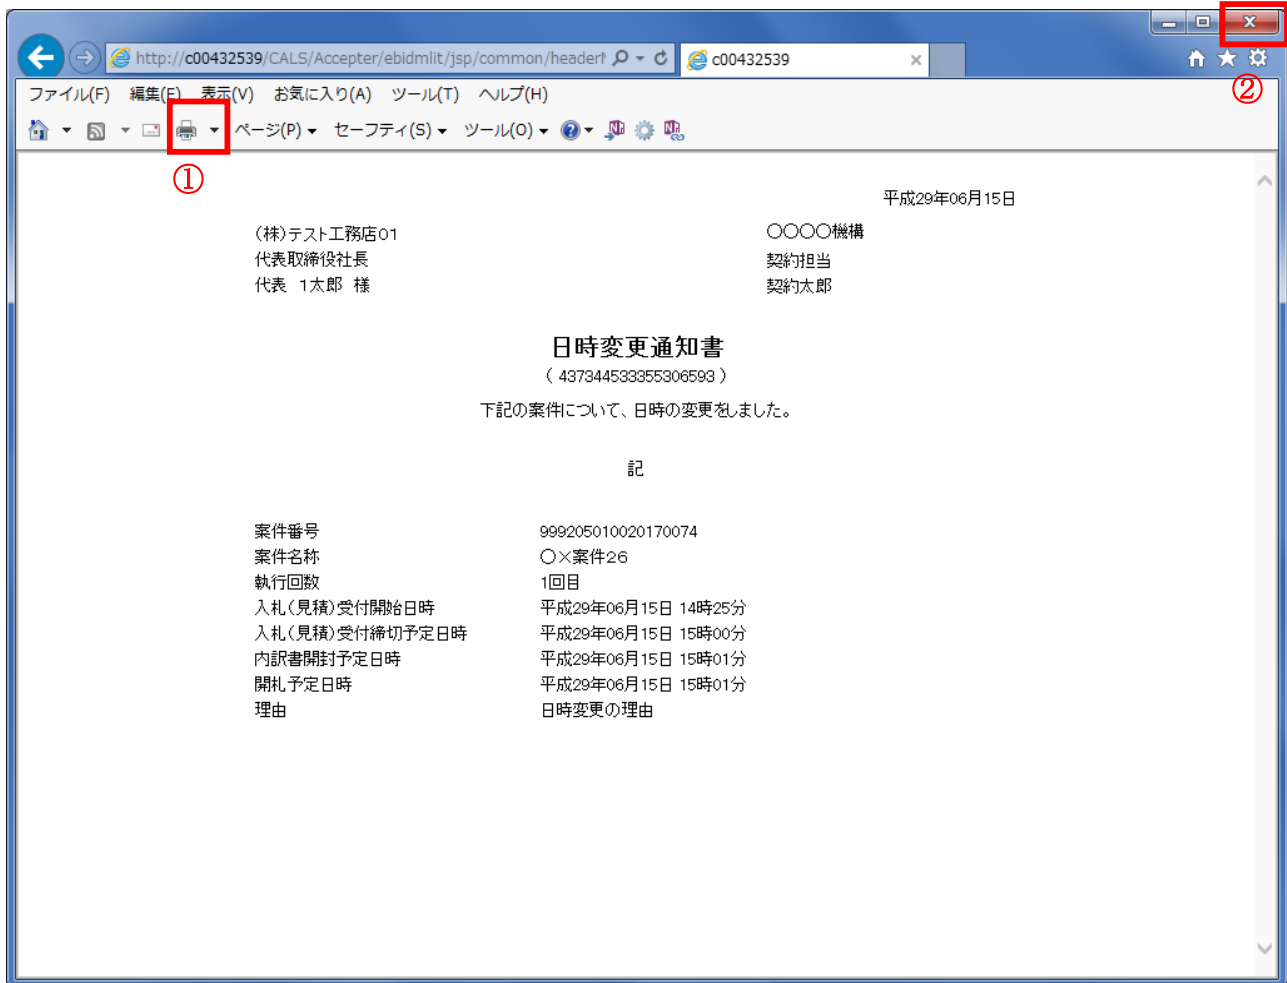 http://c00432539/CALS/Accepter/ebidmlit/jsp/common/header
c00432539
②
ファイル(F) 編集(E) 表示(V) お気に入り(A) ツール(T) ヘルプ(H)
ページ(P) セーフティ(S) ツール(O)
①
平成29年06月15日
(株)テスト工務店01
〇〇〇〇機構
代表取締役社長
契約担当
代表 1太郎 様
契約太郎
日時変更通知書
( 437344533355306593 )
下記の案件について、日時の変更をしました。
記
案件番号 999205010020170074
案件名称 〇×案件26
執行回数 1回目
入札(見積)受付開始日時 平成29年06月15日 14時25分
入札(見積)受付締切予定日時 平成29年06月15日 15時00分
内訳書開封予定日時 平成29年06月15日 15時01分
開札予定日時 平成29年06月15日 15時01分
理由 日時変更の理由